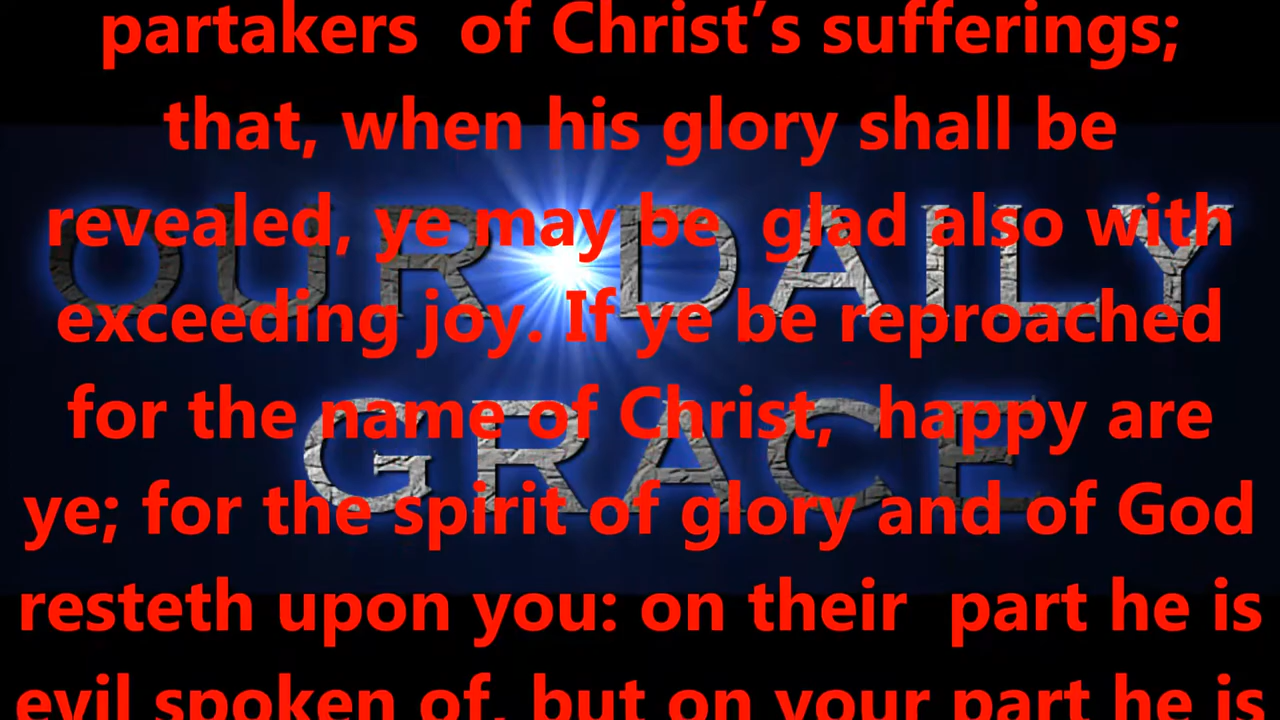 partakers  of Christ’s sufferings;
that, when his glory shall be
revealed, ye may be  glad also with
exceeding joy. If ye be reproached
for the name of Christ,  happy are
ye; for the spirit of glory and of God
resteth upon you: on their  part he is
evil spoken of, but on your part he is
OUR DAILY
GRACE